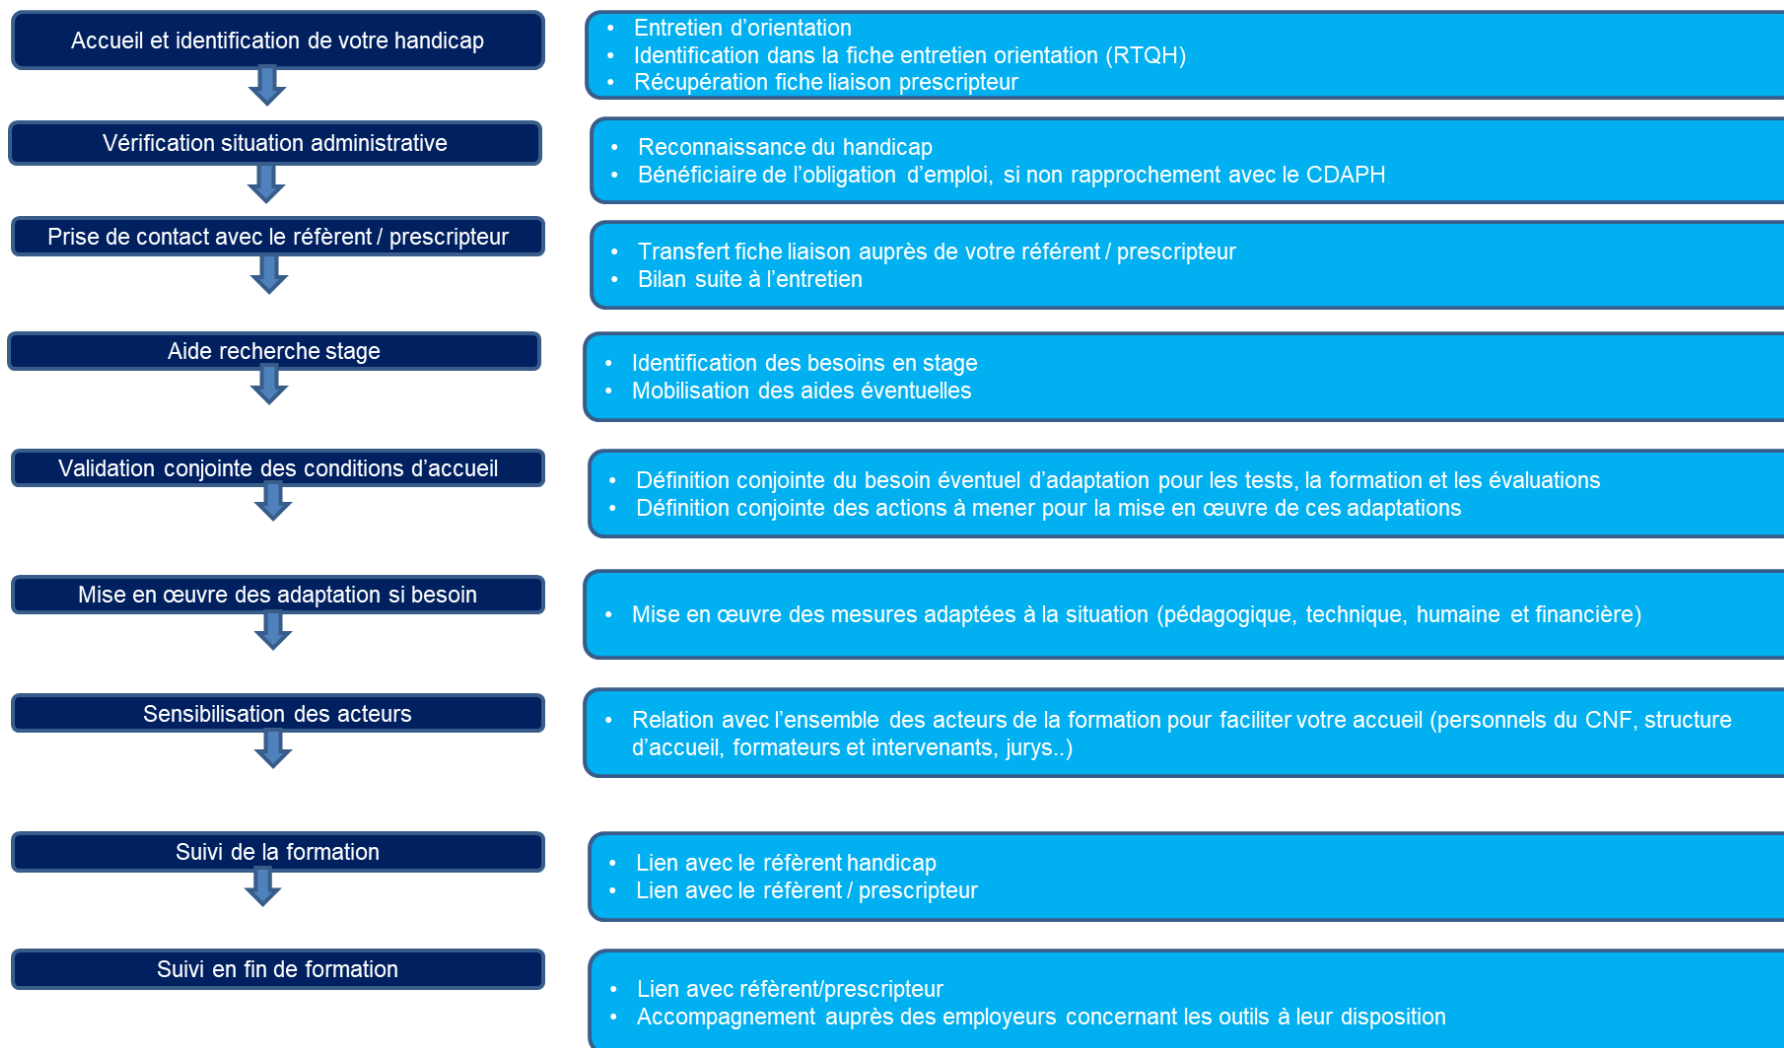 Accueil et identification de votre handicap
• Entretien d’orientation
• Identification dans la fiche entretien orientation (RTQH)
• Récupération fiche liaison prescripteur
Vérification situation administrative
• Reconnaissance du handicap
• Bénéficiaire de l’obligation d’emploi, si non rapprochement avec le CDAPH
Prise de contact avec le réfèrent / prescripteur
• Transfert fiche liaison auprès de votre référent / prescripteur
• Bilan suite à l’entretien
Aide recherche stage
• Identification des besoins en stage
• Mobilisation des aides éventuelles
Validation conjointe des conditions d’accueil
• Définition conjointe du besoin éventuel d’adaptation pour les tests, la formation et les évaluations
• Définition conjointe des actions à mener pour la mise en œuvre de ces adaptations
Mise en œuvre des adaptation si besoin
• Mise en œuvre des mesures adaptées à la situation (pédagogique, technique, humaine et financière)
Sensibilisation des acteurs
• Relation avec l’ensemble des acteurs de la formation pour faciliter votre accueil (personnels du CNF, structure
d’accueil, formateurs et intervenants, jurys..)
Suivi de la formation
• Lien avec le réfèrent handicap
• Lien avec le réfèrent / prescripteur
Suivi en fin de formation
• Lien avec réfèrent/prescripteur
• Accompagnement auprès des employeurs concernant les outils à leur disposition